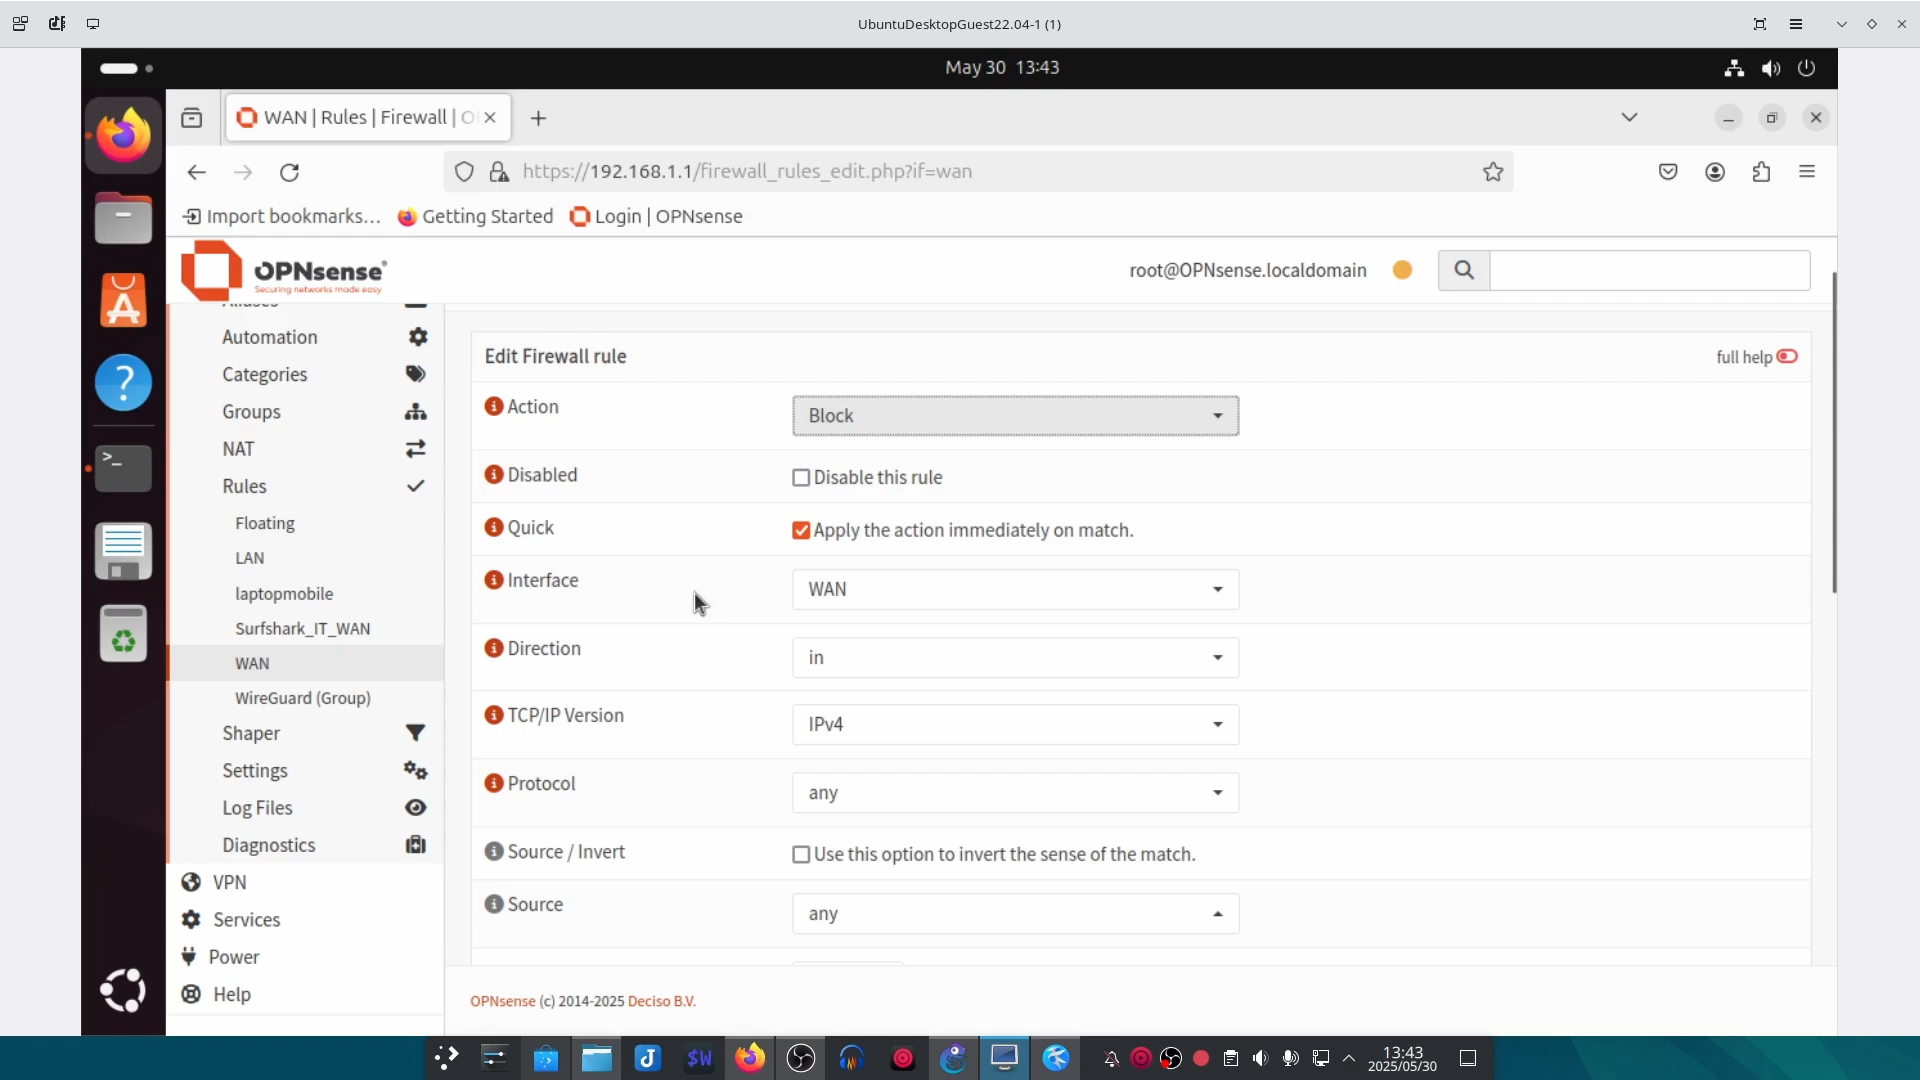 UbuntuDesktopGuest22.04-1 (1)
May 30 13:43
WAN | Rules | Firewall | O
https://192.168.1.1/firewall_rules_edit.php?if=wan
Import bookmarks...
Getting Started
Login | OPNsense
OPNsense
Securing networks made easy
root@OPNsense.localdomain
Aliases
Automation
Categories
Groups
NAT
Rules
Floating
LAN
laptopmobile
Surfshark_IT_WAN
WAN
WireGuard (Group)
Shaper
Settings
Log Files
Diagnostics
VPN
Services
Power
Help
Edit Firewall rule
full help
Action
Block
Disabled
Disable this rule
Quick
Apply the action immediately on match.
Interface
WAN
Direction
in
TCP/IP Version
IPv4
Protocol
any
Source / Invert
Use this option to invert the sense of the match.
Source
any
OPNsense (c) 2014-2025 Deciso B.V.
$W
13:43
2025/05/30